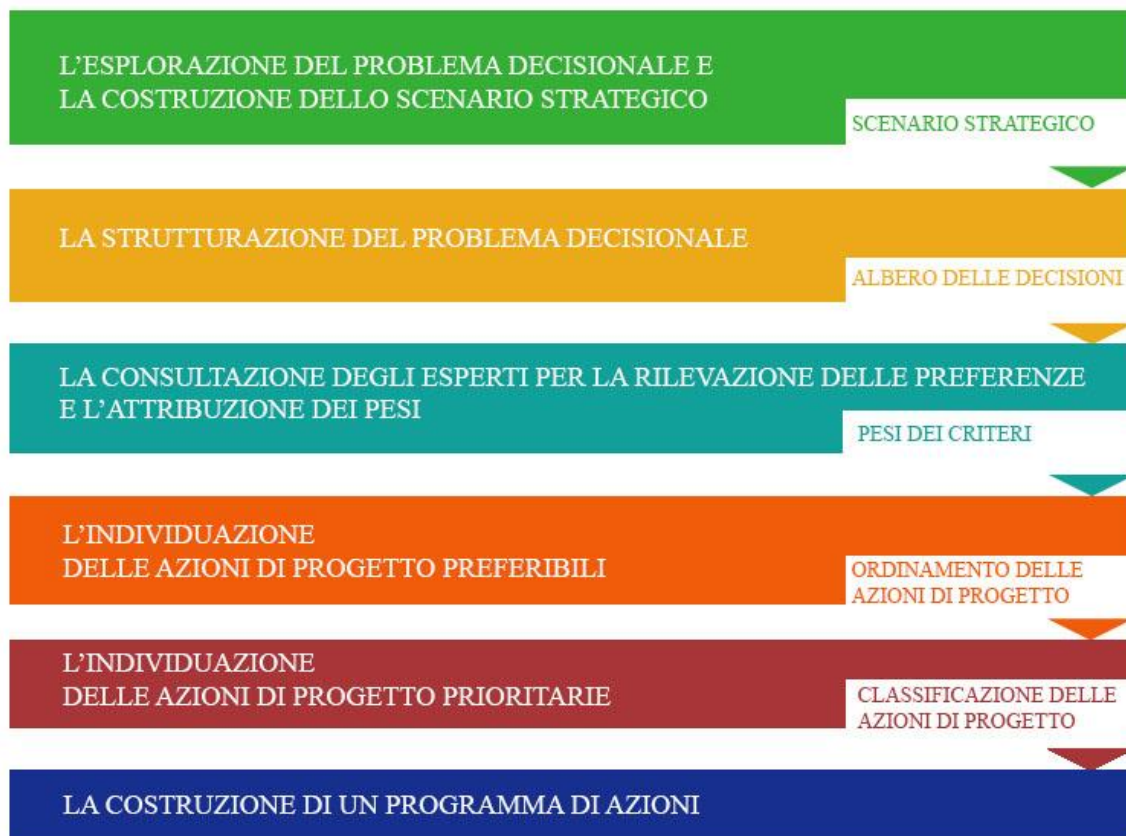 L’ESPLORAZIONE DEL PROBLEMA DECISIONALE E
LA COSTRUZIONE DELLO SCENARIO STRATEGICO
SCENARIO STRATEGICO
LA STRUTTURAZIONE DEL PROBLEMA DECISIONALE
ALBERO DELLE DECISIONI
LA CONSULTAZIONE DEGLI ESPERTI PER LA RILEVAZIONE DELLE PREFERENZE
E L’ATTRIBUZIONE DEI PESI
PESI DEI CRITERI
L’INDIVIDUAZIONE
DELLE AZIONI DI PROGETTO PREFERIBILI
ORDINAMENTO DELLE
AZIONI DI PROGETTO
L’INDIVIDUAZIONE
DELLE AZIONI DI PROGETTO PRIORITARIE
CLASSIFICAZIONE DELLE
AZIONI DI PROGETTO
LA COSTRUZIONE DI UN PROGRAMMA DI AZIONI